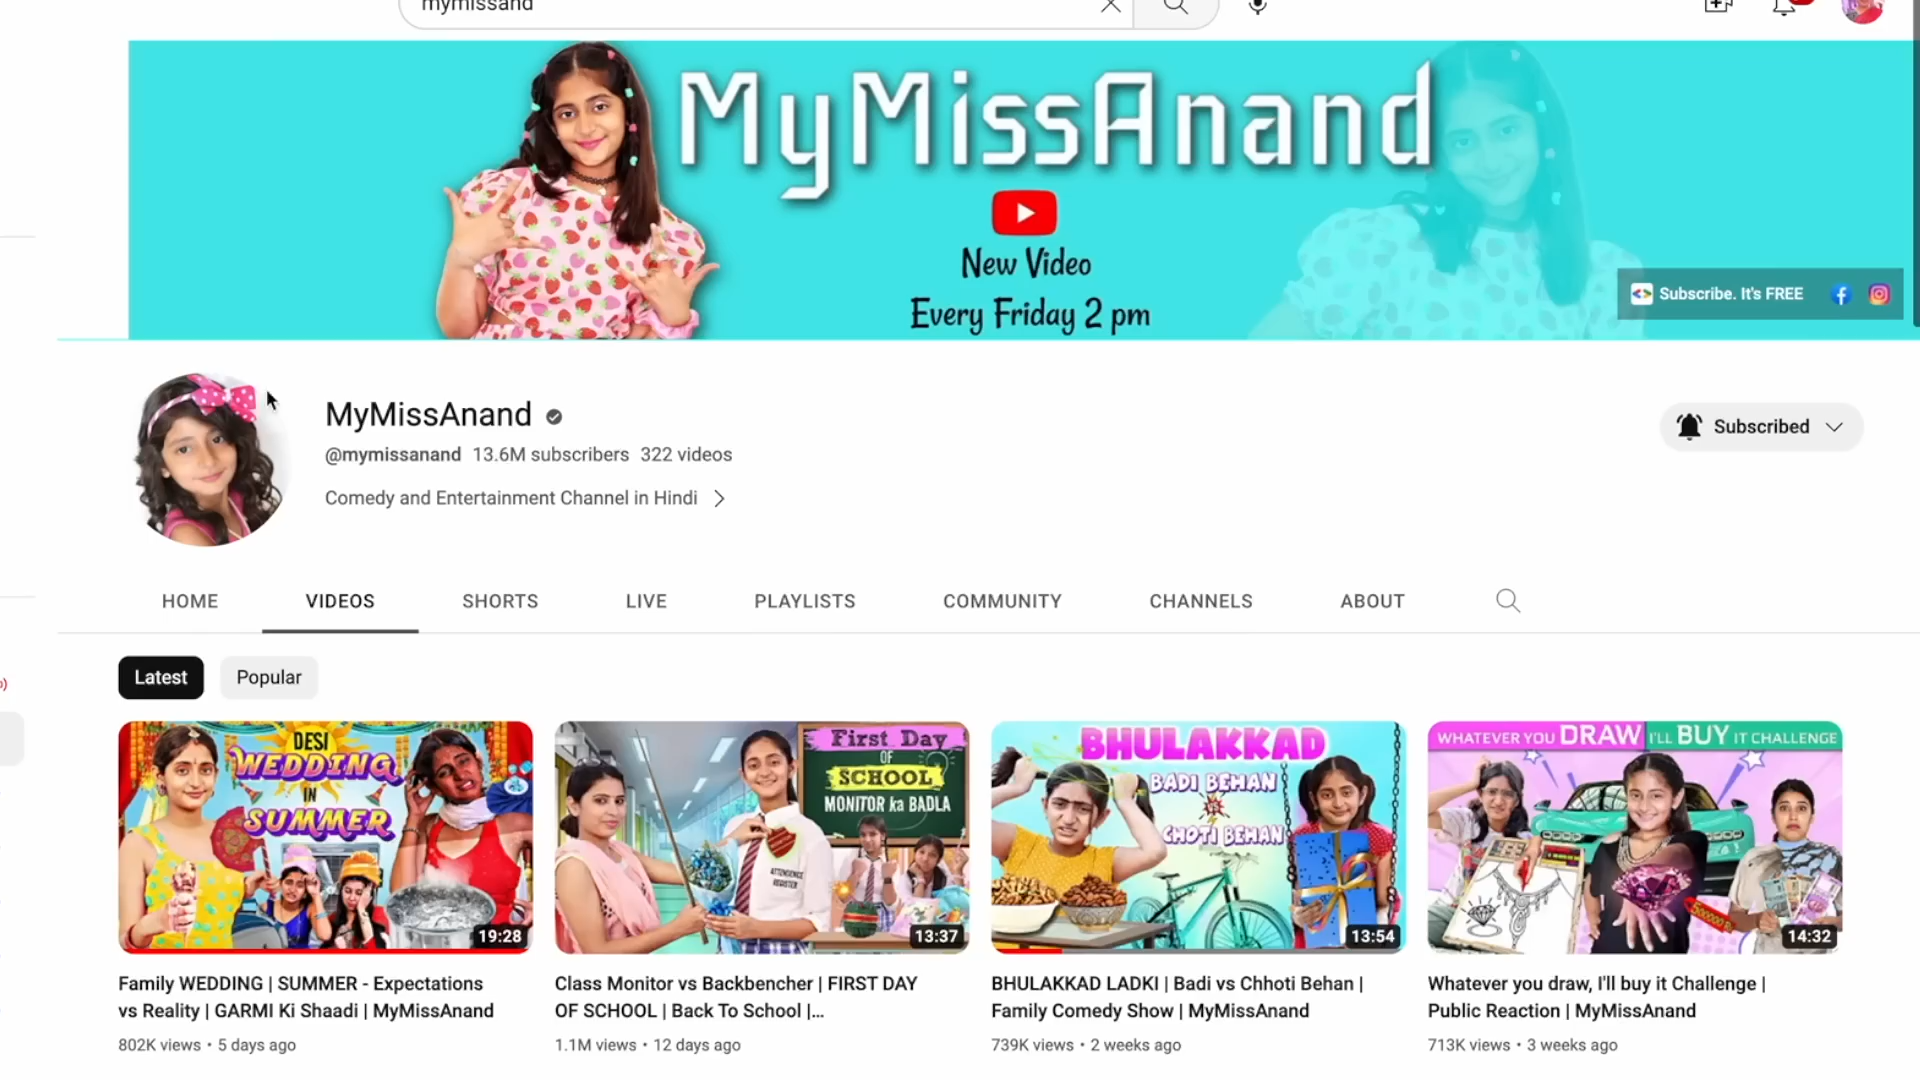 mymissand
MyMissAnand
New Video
Every Friday 2 pm
Subscribe. It's FREE
MyMissAnand
@mymissanand 13.6M subscribers 322 videos
Comedy and Entertainment Channel in Hindi
Subscribed
HOME VIDEOS SHORTS LIVE PLAYLISTS COMMUNITY CHANNELS ABOUT
Latest Popular
DESI
WEDDING
IN
SUMMER
19:28
First Day
OF
SCHOOL
MONITOR ka BADLA
ATTENDENCE
REGISTER
13:37
BHULAKKAD
BADI BEHAN
VS
CHOTI BEHAN
13:54
WHATEVER YOU DRAW I'LL BUY IT CHALLENGE
14:32
Family WEDDING | SUMMER - Expectations
vs Reality | GARMI Ki Shaadi | MyMissAnand
802K views • 5 days ago
Class Monitor vs Backbencher | FIRST DAY
OF SCHOOL | Back To School |...
1.1M views • 12 days ago
BHULAKKAD LADKI | Badi vs Chhoti Behan |
Family Comedy Show | MyMissAnand
739K views • 2 weeks ago
Whatever you draw, I'll buy it Challenge |
Public Reaction | MyMissAnand
713K views • 3 weeks ago